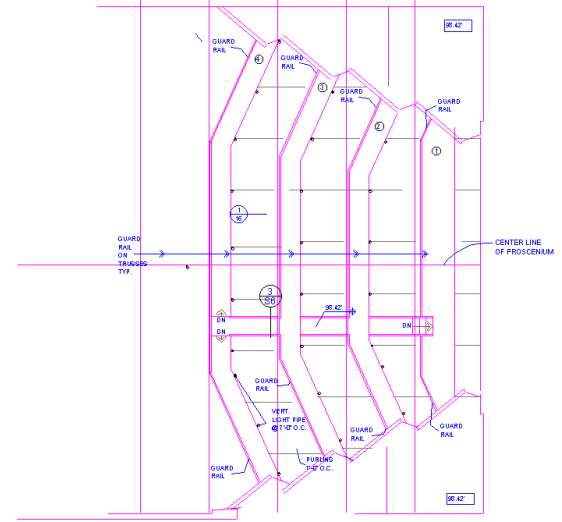 98.42'
GUARD
RAIL
4
GUARD
RAIL
3
GUARD
RAIL
2
GUARD
RAIL
1
1
GUARD
RAIL
ON
TRUSSES
TYP.
CENTER LINE
OF PROSCENIUM
3
98.42'
DN
DN
DN
GUARD
RAIL
VERT.
LIGHT PIPE
@ 7'-0" O.C.
GUARD
RAIL
GUARD
RAIL
PURLINS
O.C.
GUARD
RAIL
98.42'